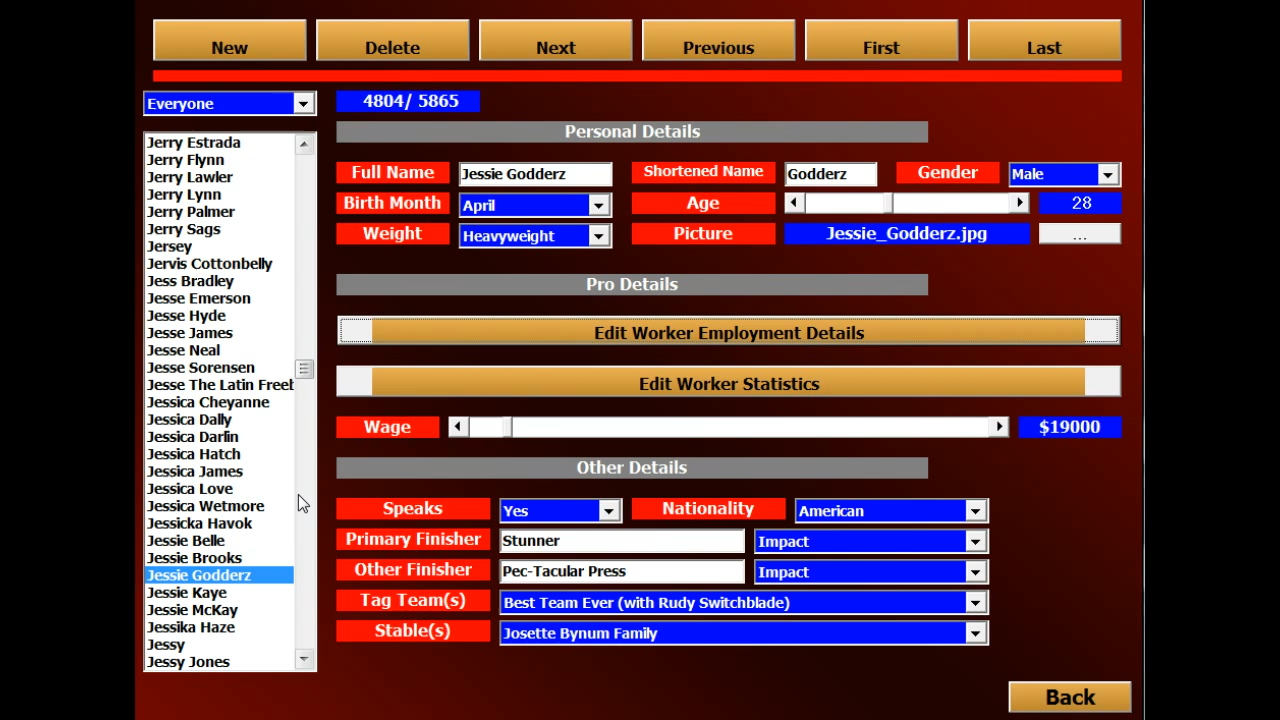 New Delete Next Previous First Last
Everyone 4804/ 5865
Personal Details
Full Name Jessie Godderz Shortened Name Godderz Gender Male
Birth Month April Age 28
Weight Heavyweight Picture Jessie_Godderz.jpg ...
Pro Details
Edit Worker Employment Details
Edit Worker Statistics
Wage $19000
Other Details
Speaks Yes Nationality American
Primary Finisher Stunner Impact
Other Finisher Pec-Tacular Press Impact
Tag Team(s) Best Team Ever (with Rudy Switchblade)
Stable(s) Josette Bynum Family
Jerry Estrada
Jerry Flynn
Jerry Lawler
Jerry Lynn
Jerry Palmer
Jerry Sags
Jersey
Jervis Cottonbelly
Jess Bradley
Jesse Emerson
Jesse Hyde
Jesse James
Jesse Neal
Jesse Sorensen
Jesse The Latin Freeb
Jessica Cheyanne
Jessica Dally
Jessica Darlin
Jessica Hatch
Jessica James
Jessica Love
Jessica Wetmore
Jessicka Havok
Jessie Belle
Jessie Brooks
Jessie Godderz
Jessie Kaye
Jessie McKay
Jessika Haze
Jessy
Jessy Jones
Back